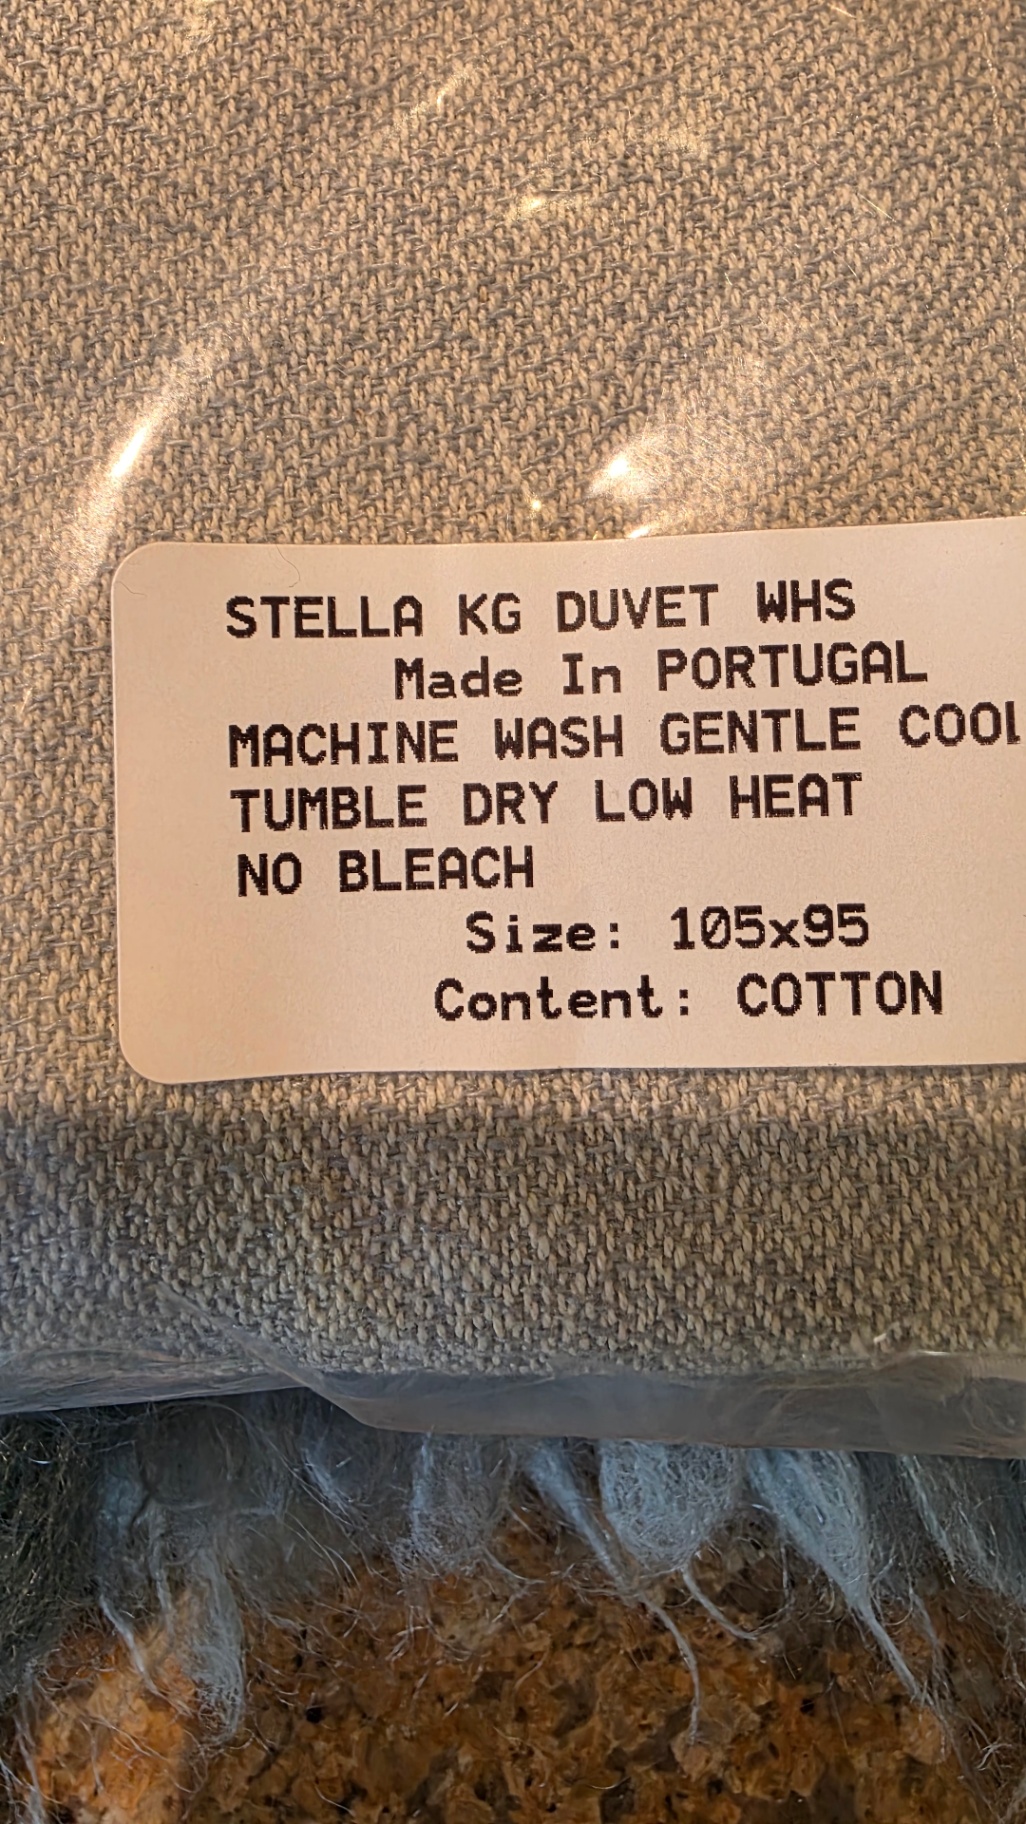 STELLA KG DUVET WHS
Made In PORTUGAL
MACHINE WASH GENTLE COOL
TUMBLE DRY LOW HEAT
NO BLEACH
Size: 105x95
Content: COTTON